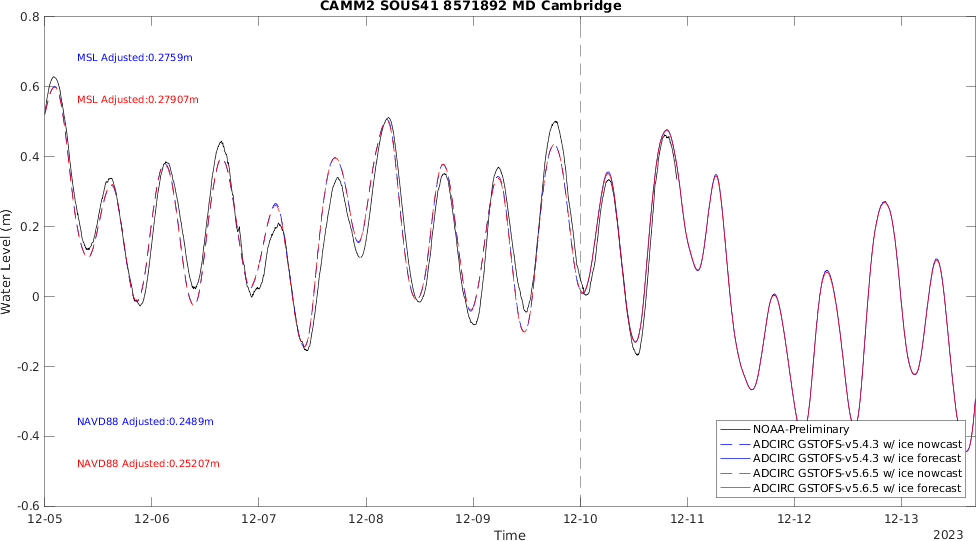 CAMM2 SOUS41 8571892 MD Cambridge
0.8
0.6
0.4
0.2
0
-0.2
-0.4
-0.6
Water Level (m)
MSL Adjusted:0.2759m
MSL Adjusted:0.27907m
NAVD88 Adjusted:0.2489m
NAVD88 Adjusted:0.25207m
NOAA-Preliminary
ADCIRC GSTOFS-v5.4.3 w/ ice nowcast
ADCIRC GSTOFS-v5.4.3 w/ ice forecast
ADCIRC GSTOFS-v5.6.5 w/ ice nowcast
ADCIRC GSTOFS-v5.6.5 w/ ice forecast
12-05 12-06 12-07 12-08 12-09 12-10 12-11 12-12 12-13
Time
2023